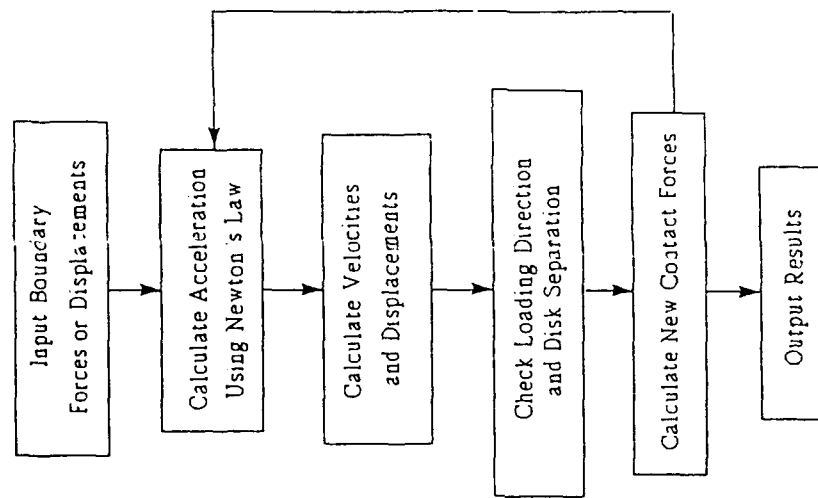 Input Boundary
Forces or Displacements
Calculate Acceleration
Using Newton's Law
Calculate Velocities
and Displacements
Check Loading Direction
and Disk Separation
Calculate New Contact Forces
Output Results